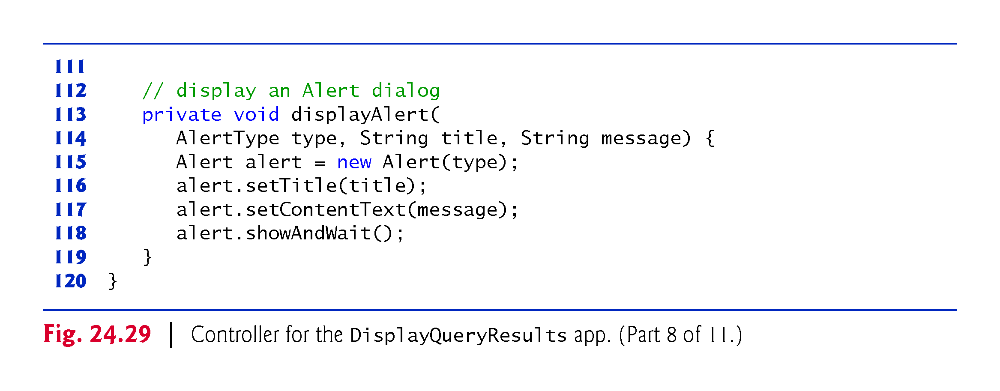 111
112 // display an Alert dialog
113 private void displayAlert(
114 AlertType type, String title, String message) {
115 Alert alert = new Alert(type);
116 alert.setTitle(title);
117 alert.setContentText(message);
118 alert.showAndWait();
119 }
120 }
Fig. 24.29 | Controller for the DisplayQueryResults app. (Part 8 of 11.)